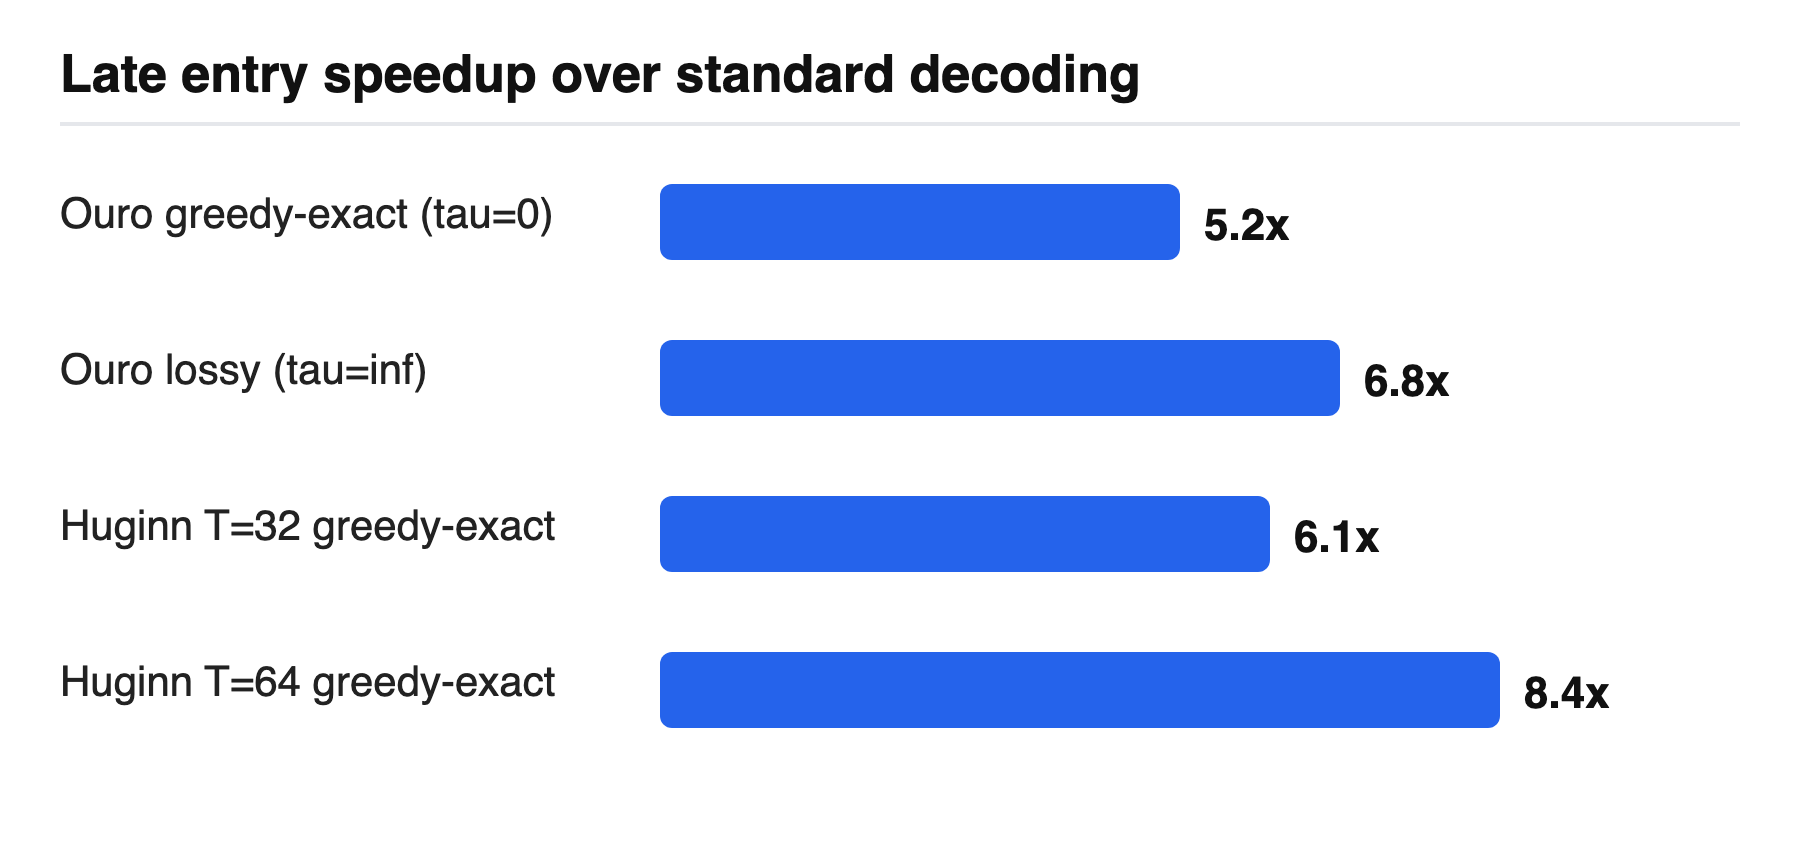 Late entry speedup over standard decoding
Ouro greedy-exact (tau=0) 5.2x
Ouro lossy (tau=inf) 6.8x
Huginn T=32 greedy-exact 6.1x
Huginn T=64 greedy-exact 8.4x